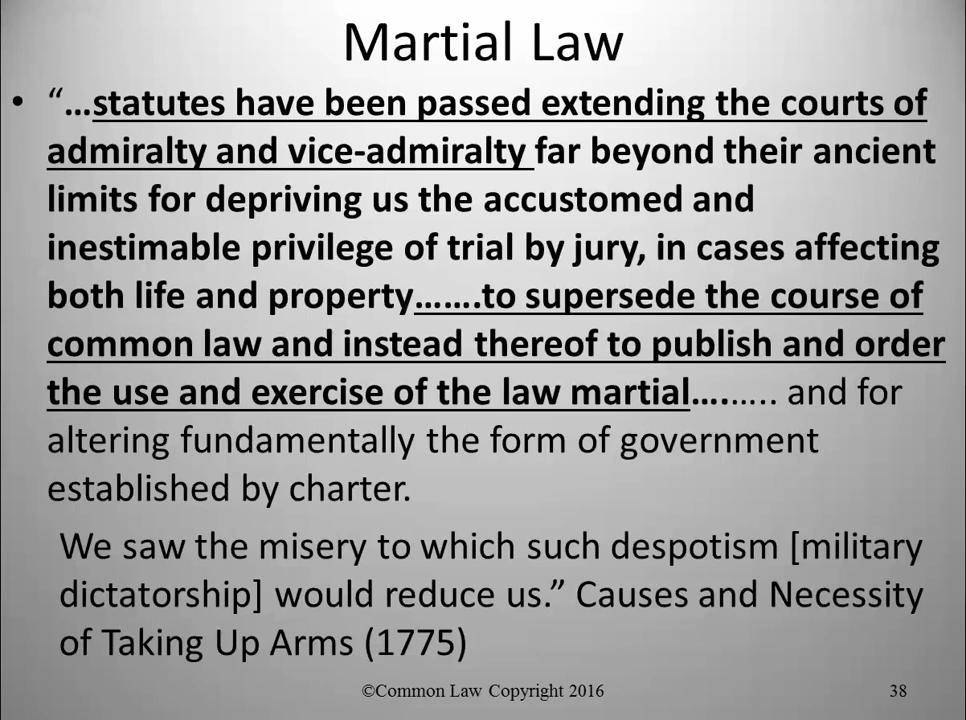 Martial Law
• “…statutes have been passed extending the courts of
admiralty and vice-admiralty far beyond their ancient
limits for depriving us the accustomed and
inestimable privilege of trial by jury, in cases affecting
both life and property…….to supersede the course of
common law and instead thereof to publish and order
the use and exercise of the law martial….….. and for
altering fundamentally the form of government
established by charter.
We saw the misery to which such despotism [military
dictatorship] would reduce us.” Causes and Necessity
of Taking Up Arms (1775)
©Common Law Copyright 2016
38